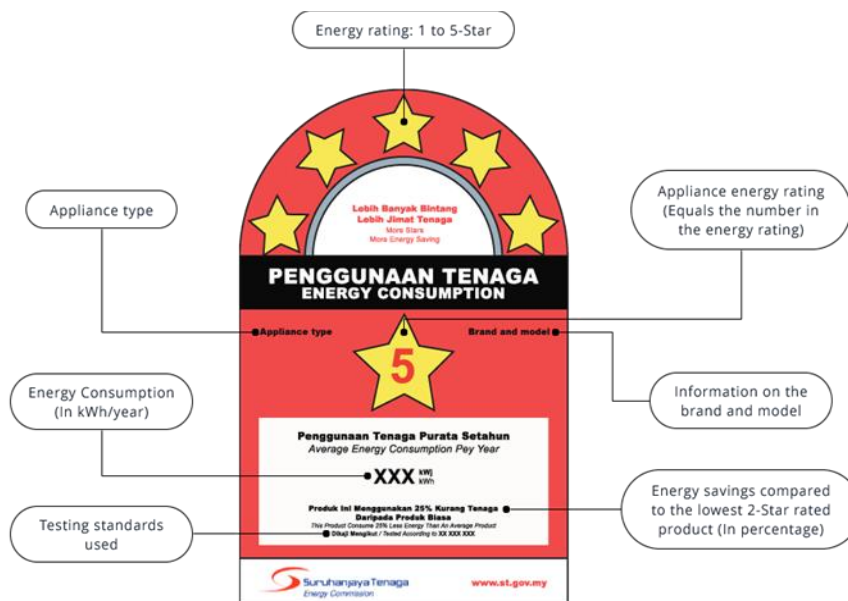 Energy rating: 1 to 5-Star
Appliance type
Appliance energy rating
(Equals the number in
the energy rating)
Lebih Banyak Bintang
Lebih Jimat Tenaga
More Stars
More Energy Saving
PENGGUNAAN TENAGA
ENERGY CONSUMPTION
Appliance type
Brand and model
5
Energy Consumption
(In kWh/year)
Information on the
brand and model
Penggunaan Tenaga Purata Setahun
Average Energy Consumption Pey Year
XXX kWj
kWh
Produk Ini Menggunakan 25% Kurang Tenaga
Daripada Produk Biasa
This Product Consume 25% Less Energy Than An Average Product
Dikaji Mengikut / Tested According to XX XXX XXX
Energy savings compared
to the lowest 2-Star rated
product (In percentage)
Testing standards
used
Suruhanjaya Tenaga
Energy Commission
www.st.gov.my